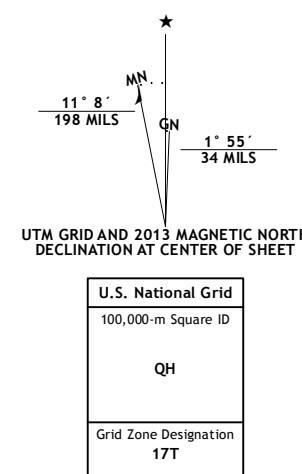 ★
MN
11° 8´
198 MILS
GN
1° 55´
34 MILS
UTM GRID AND 2013 MAGNETIC NORTH
DECLINATION AT CENTER OF SHEET
U.S. National Grid
100,000-m Square ID
QH
Grid Zone Designation
17T